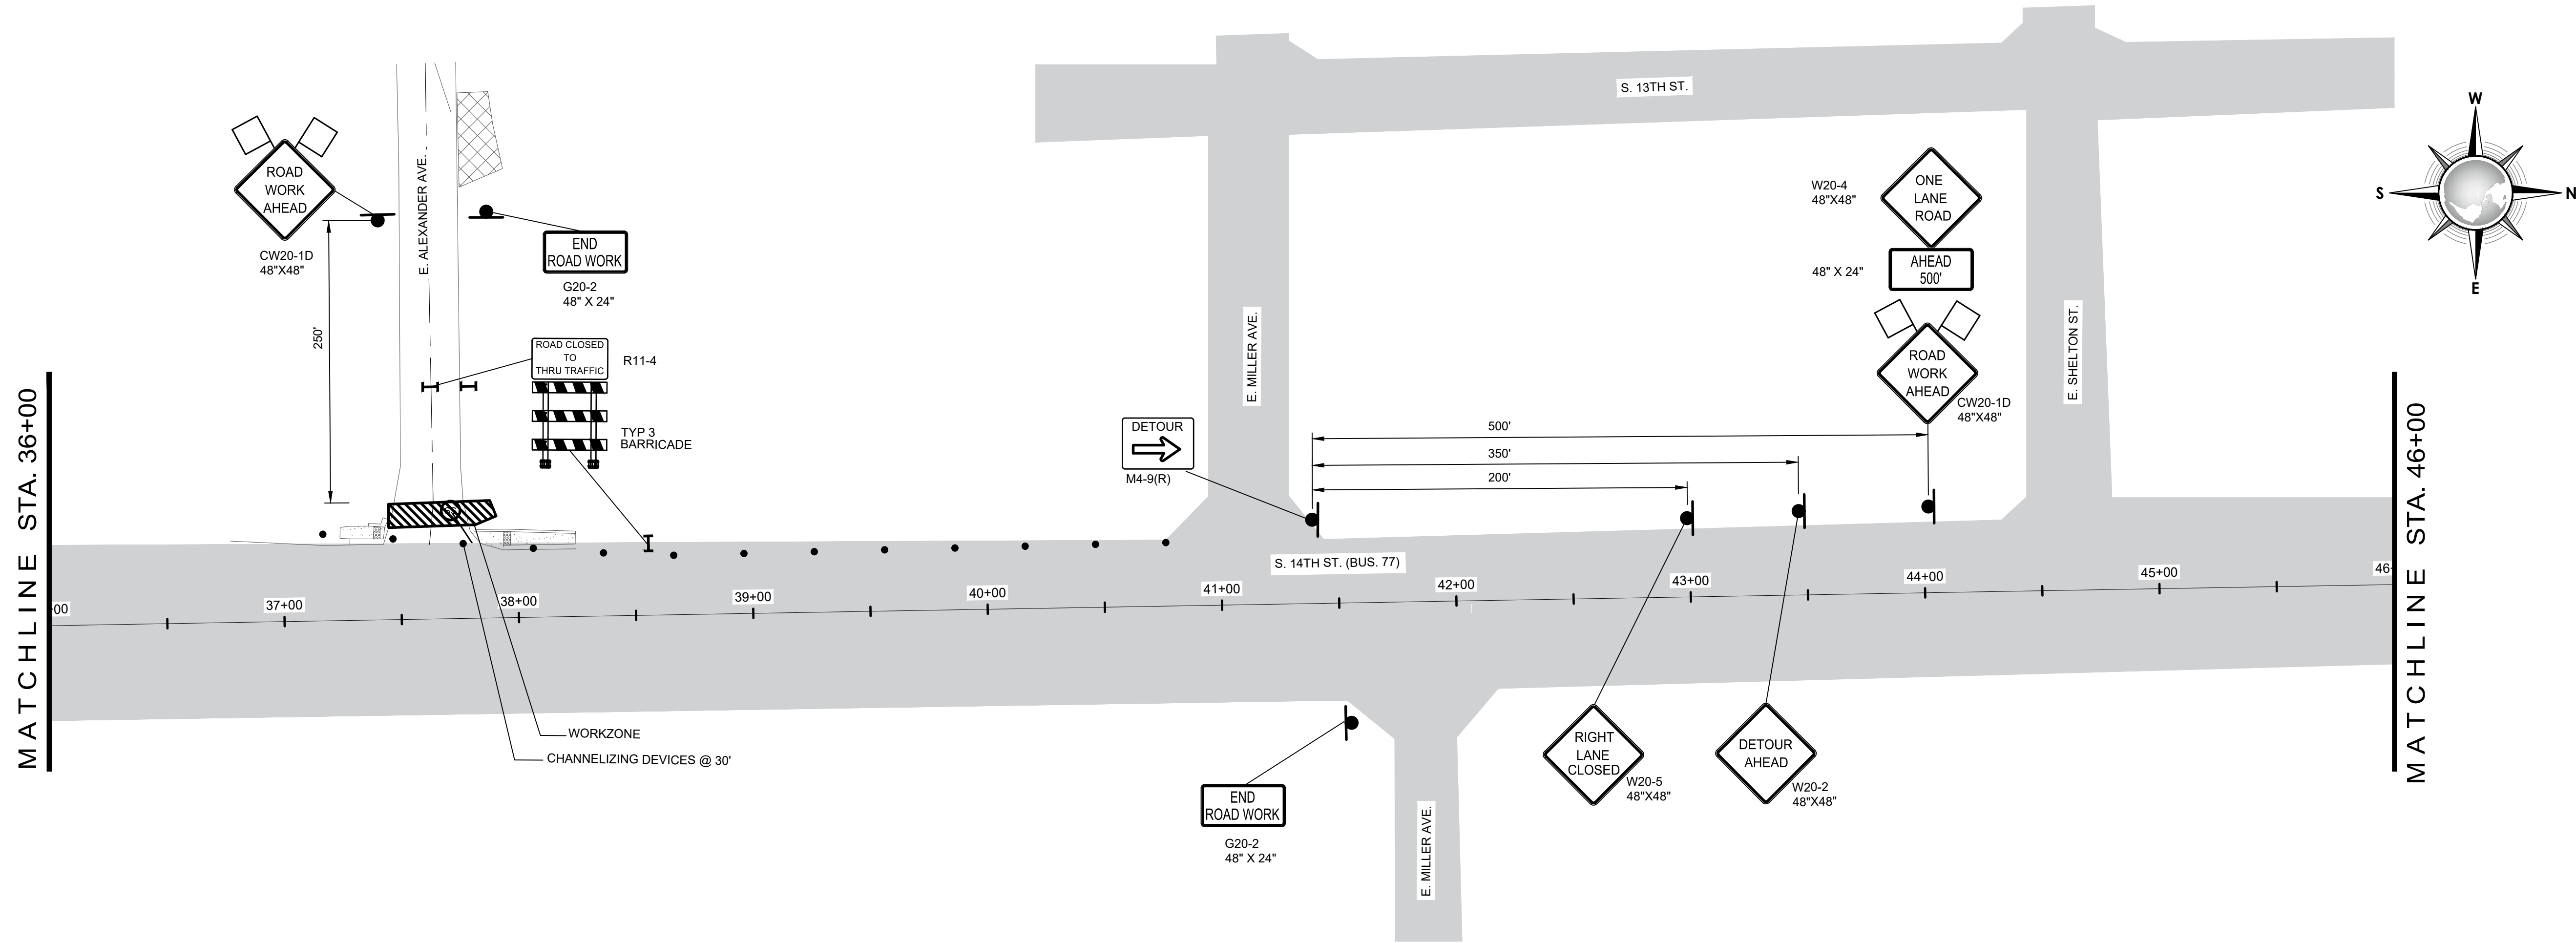 S. 13TH ST.
W
S
N
E
ROAD
WORK
AHEAD
CW20-1D
48"X48"
E. ALEXANDER AVE.
END
ROAD WORK
G20-2
48" X 24"
250'
ROAD CLOSED
TO
THRU TRAFFIC
R11-4
TYP 3
BARRICADE
E. MILLER AVE.
E. SHELTON ST.
W20-4
48"X48"
ONE
LANE
ROAD
48" X 24"
AHEAD
500'
ROAD
WORK
AHEAD
CW20-1D
48"X48"
DETOUR
M4-9(R)
500'
350'
200'
MATCHLINE STA. 36+00
MATCHLINE STA. 46+00
S. 14TH ST. (BUS. 77)
+00
37+00
38+00
39+00
40+00
41+00
42+00
43+00
44+00
45+00
46+
WORKZONE
CHANNELIZING DEVICES @ 30'
END
ROAD WORK
G20-2
48" X 24"
E. MILLER AVE.
RIGHT
LANE
CLOSED
W20-5
48"X48"
DETOUR
AHEAD
W20-2
48"X48"